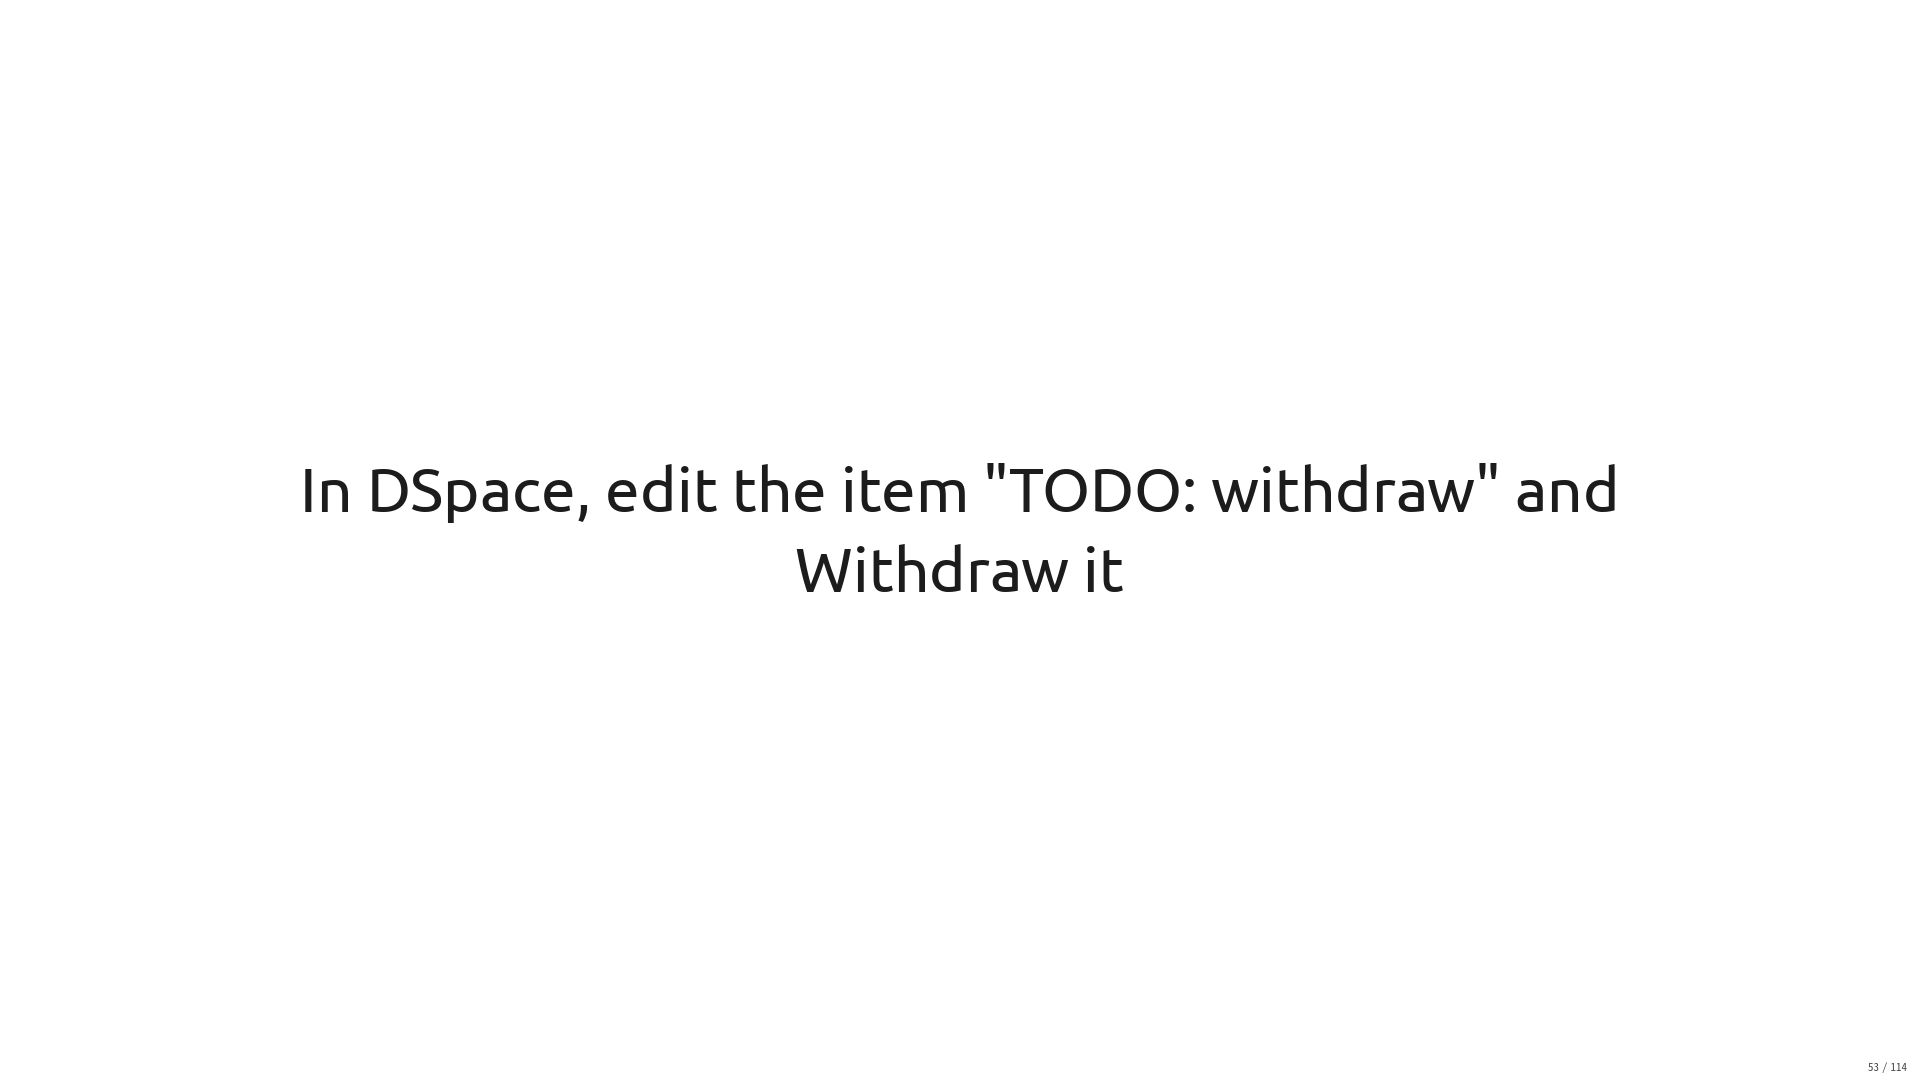 In DSpace, edit the item "TODO: withdraw" and
Withdraw it
53 / 114